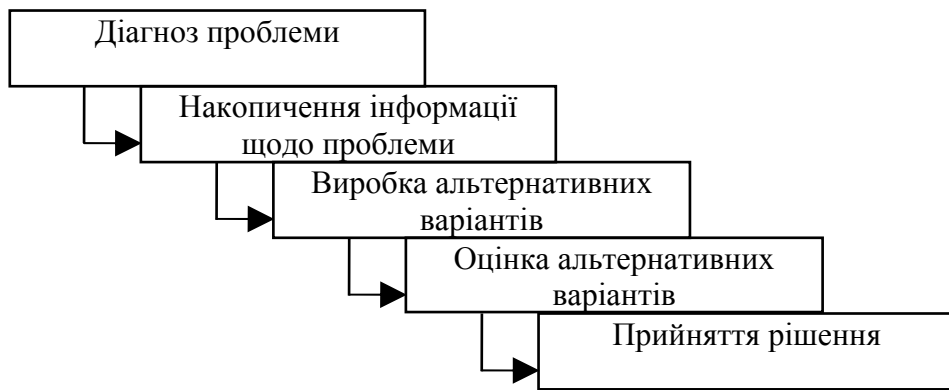 Діагноз проблеми
Накопичення інформації
щодо проблеми
Виробка альтернативних
варіантів
Оцінка альтернативних
варіантів
Прийняття рішення